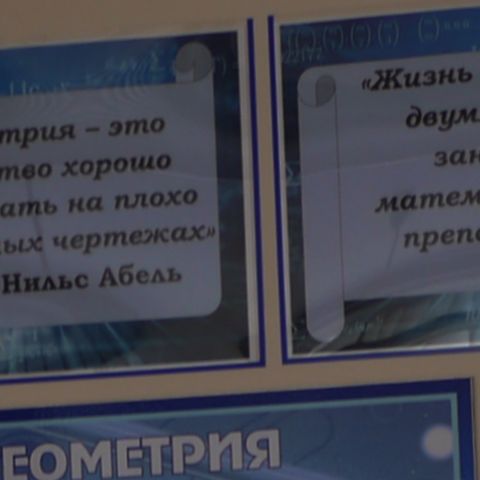 трия – это
тво хорошо
ать на плохо
ых чертежах»
Нильс Абель
«Жизнь
двум
зан
матем
препо
ЕОМЕТРИЯ